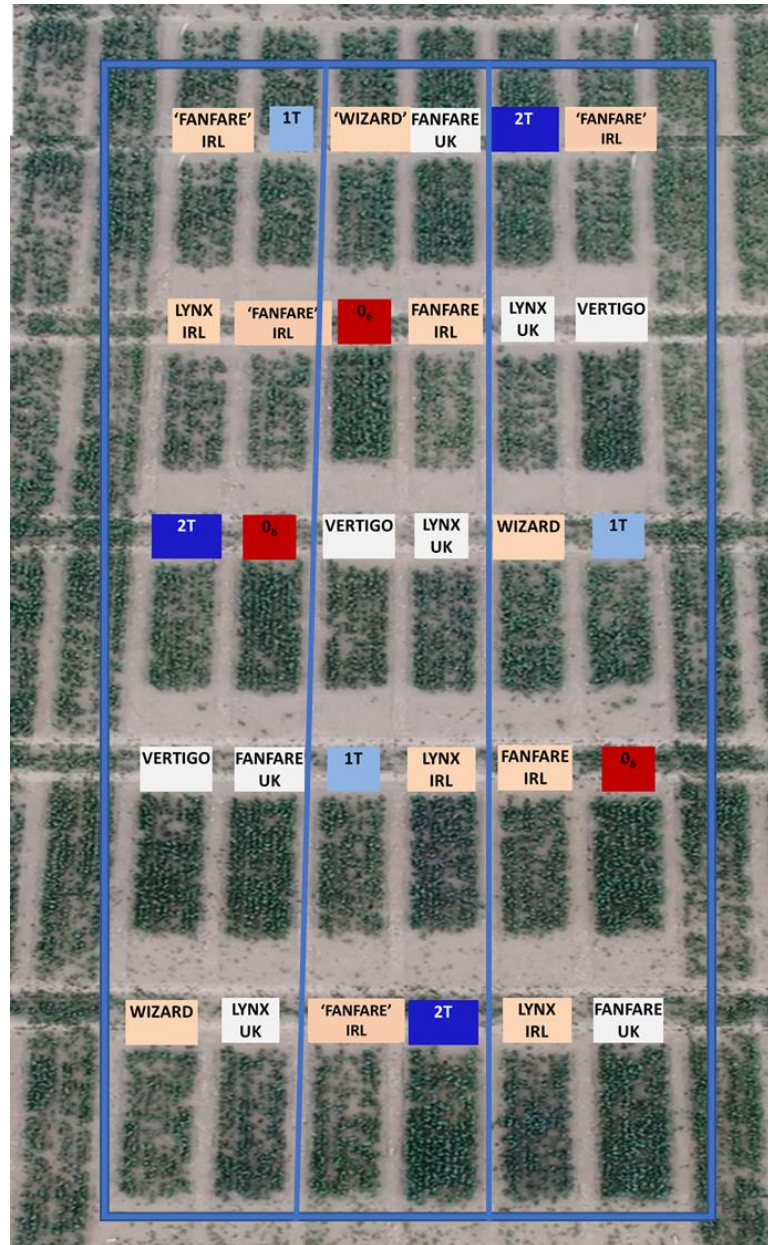 'FANFARE'
IRL
1T
'WIZARD'
FANFARE
UK
2T
'FANFARE'
IRL
LYNX
IRL
'FANFARE'
IRL
0₆
FANFARE
IRL
LYNX
UK
VERTIGO
2T
0₆
VERTIGO
LYNX
UK
WIZARD
1T
VERTIGO
FANFARE
UK
1T
LYNX
IRL
FANFARE
IRL
0₆
WIZARD
LYNX
UK
'FANFARE'
IRL
2T
LYNX
IRL
FANFARE
UK